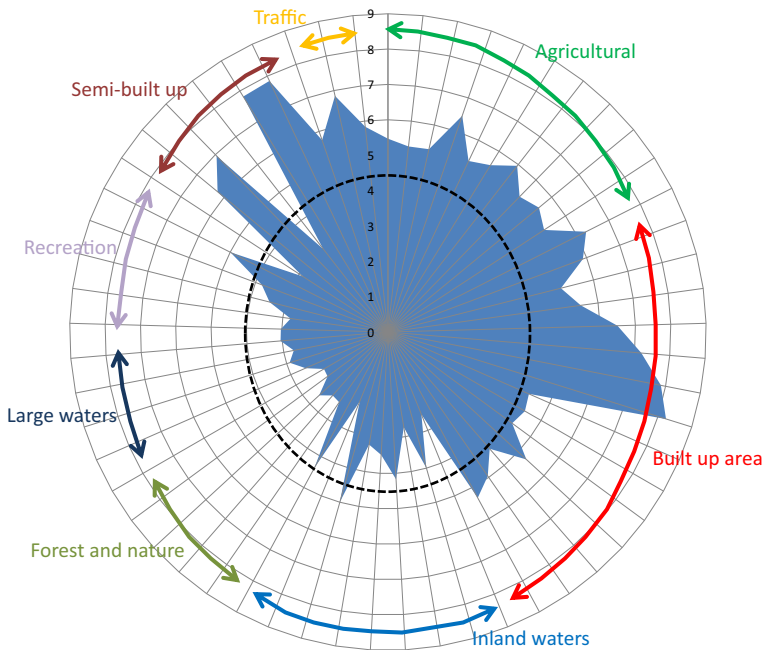 Traffic
9
8
7
6
5
4
3
2
1
0
Agricultural
Semi-built up
Recreation
Large waters
Built up area
Forest and nature
Inland waters